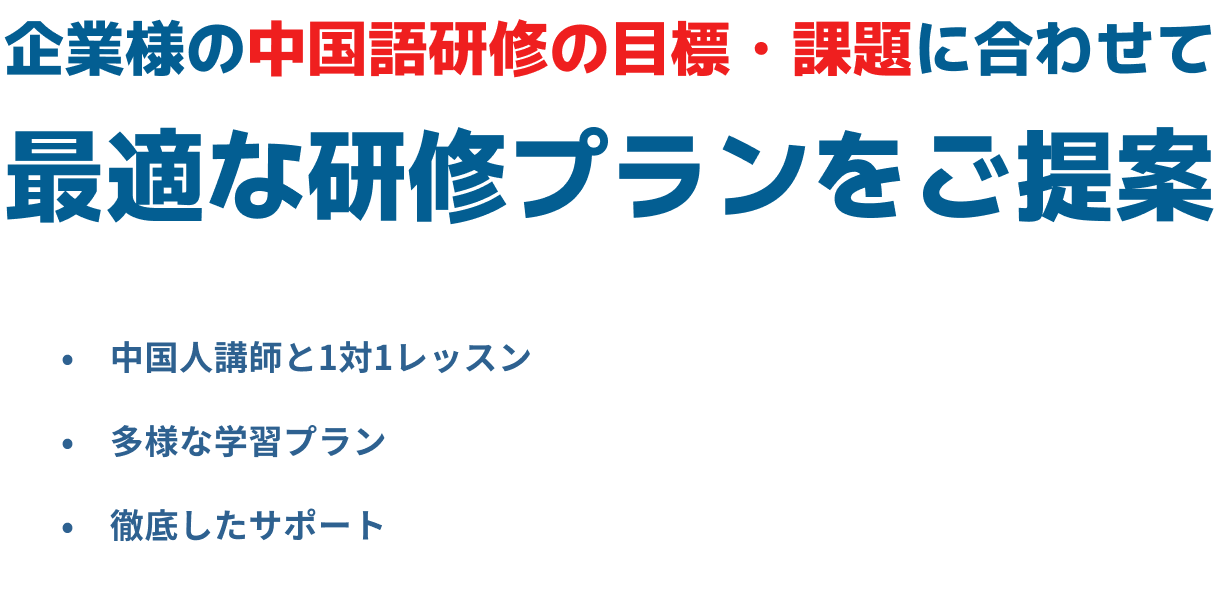 企業様の中国語研修の目標・課題に合わせて
最適な研修プランをご提案
• 中国人講師と1対1レッスン
• 多様な学習プラン
• 徹底したサポート